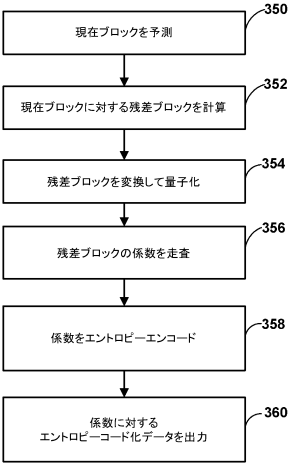 350
現在ブロックを予測
352
現在ブロックに対する残差ブロックを計算
354
残差ブロックを変換して量子化
356
残差ブロックの係数を走査
358
係数をエントロピーエンコード
360
係数に対する
エントロピーコード化データを出力